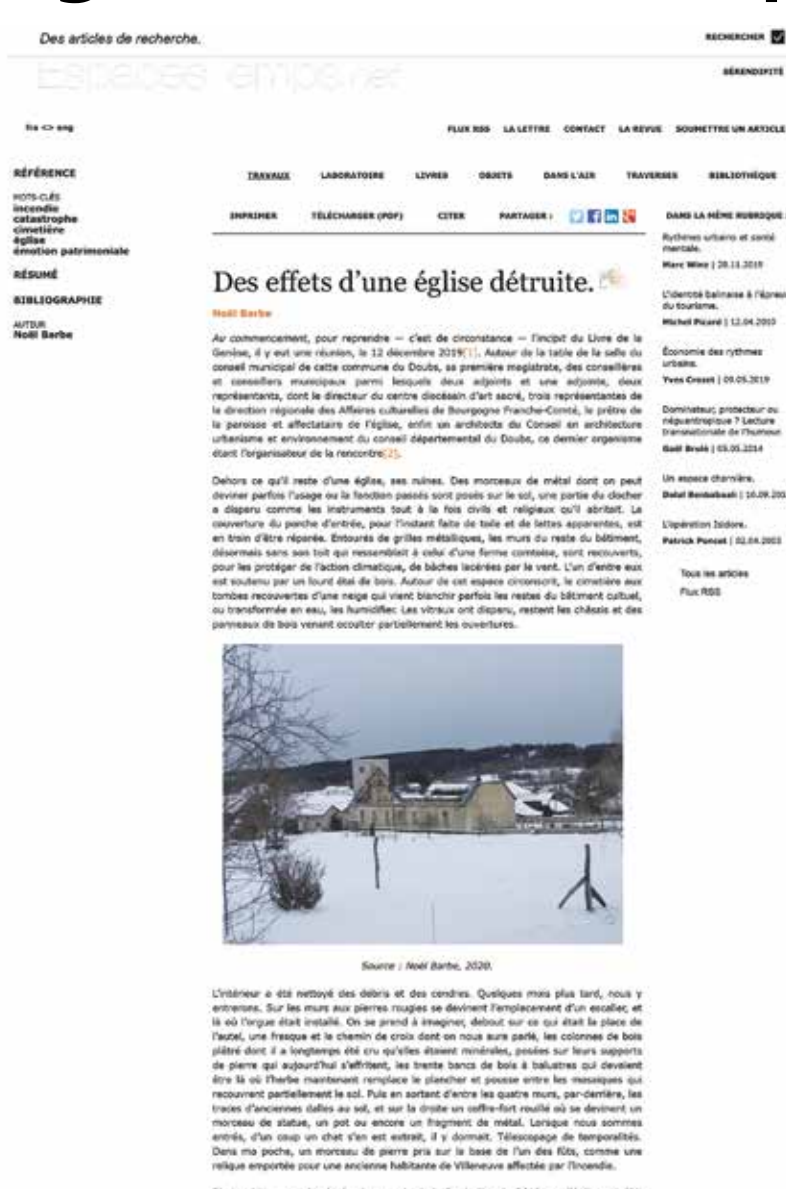 Des articles de recherche.
RECHERCHER
EspacesTemps.net
SÉRENDIPITÉ
fra <> eng
FLUX RSS LA LETTRE CONTACT LA REVUE SOUMETTRE UN ARTICLE
RÉFÉRENCE
MOTS-CLÉS
incendie
catastrophe
cimetière
église
émotion patrimoniale
RÉSUMÉ
BIBLIOGRAPHIE
AUTEUR
Noël Barbe
TRAVAUX LABORATOIRE LIVRES OBJETS DANS L'AIR TRAVERSES BIBLIOTHÈQUE
IMPRIMER TÉLÉCHARGER (PDF) CITER PARTAGER :
Des effets d'une église détruite.
Noël Barbe
Au commencement, pour reprendre — c'est de circonstance — l'incipit du Livre de la
Genèse, il y eut une réunion, le 12 décembre 2019[1]. Autour de la table de la salle du
conseil municipal de cette commune du Doubs, sa première magistrate, des conseillères
et conseillers municipaux parmi lesquels deux adjoints et une adjointe, deux
représentants, dont le directeur du centre diocésain d'art sacré, trois représentantes de
la direction régionale des Affaires culturelles de Bourgogne Franche-Comté, le prêtre de
la paroisse et affectataire de l'église, enfin un architecte du Conseil en architecture
urbanisme et environnement du conseil départemental du Doubs, ce dernier organisme
étant l'organisateur de la rencontre[2].
Dehors ce qu'il reste d'une église, ses ruines. Des morceaux de métal dont on peut
deviner parfois l'usage ou la fonction passés sont posés sur le sol, une partie du clocher
a disparu comme les instruments tout à la fois civils et religieux qu'il abritait. La
couverture du porche d'entrée, pour l'instant faite de toile et de lattes apparentes, est
en train d'être réparée. Entourés de grilles métalliques, les murs du reste du bâtiment,
désormais sans son toit qui ressemblait à celui d'une ferme comtoise, sont recouverts,
pour les protéger de l'action climatique, de bâches lacérées par le vent. L'un d'entre eux
est soutenu par un lourd étai de bois. Autour de cet espace circonscrit, le cimetière aux
tombes recouvertes d'une neige qui vient blanchir parfois les restes du bâtiment cultuel,
ou transformée en eau, les humidifier. Les vitraux ont disparu, restent les châssis et des
panneaux de bois venant occulter partiellement les ouvertures.
Source : Noël Barbe, 2020.
L'intérieur a été nettoyé des débris et des cendres. Quelques mois plus tard, nous y
entrerons. Sur les murs aux pierres rougies se devinent l'emplacement d'un escalier, et
là où l'orgue était installé. On se prend à imaginer, debout sur ce qui était la place de
l'autel, une fresque et le chemin de croix dont on nous aura parlé, les colonnes de bois
plâtré dont il a longtemps été cru qu'elles étaient minérales, posées sur leurs supports
de pierre qui aujourd'hui s'effritent, les trente bancs de bois à balustres qui devaient
être là où l'herbe maintenant remplace le plancher et pousse entre les mosaïques qui
recouvrent partiellement le sol. Puis en sortant d'entre les quatre murs, par-derrière, les
traces d'anciennes dalles au sol, et sur la droite un coffre-fort rouillé où se devinent un
morceau de statue, un pot ou encore un fragment de métal. Lorsque nous sommes
entrés, d'un coup un chat s'en est extrait, il y dormait. Télescopage de temporalités.
Dans ma poche, un morceau de pierre pris sur la base de l'un des fûts, comme une
relique emportée pour une ancienne habitante de Villeneuve affectée par l'incendie.
DANS LA MÊME RUBRIQUE
Rythmes urbains et santé
mentale.
Marc Wiel | 28.11.2019
L'identité balnaise à l'épreuve
du tourisme.
Michel Picard | 12.04.2003
Économie des rythmes
urbains.
Yves Crozet | 09.05.2019
Dominateur, protecteur ou
néguentropique ? Lecture
transnationale de l'humour.
Gaël Brulé | 05.05.2014
Un espace charnière.
L'opération Isidore.
Patrick Poncet | 02.04.2003
Tous les articles
Flux RSS